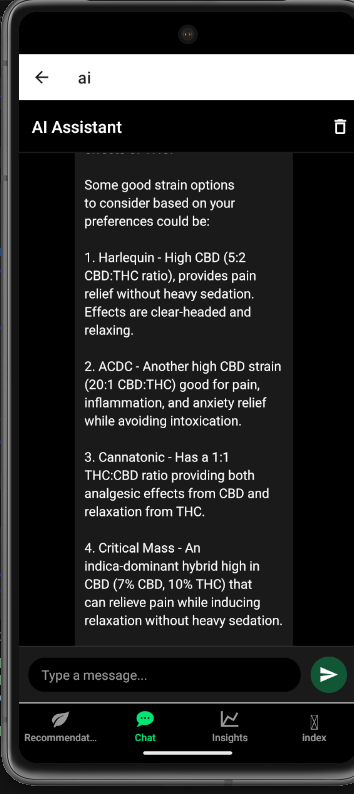 ai
AI Assistant
Some good strain options
to consider based on your
preferences could be:
1. Harlequin - High CBD (5:2
CBD:THC ratio), provides pain
relief without heavy sedation.
Effects are clear-headed and
relaxing.
2. ACDC - Another high CBD strain
(20:1 CBD:THC) good for pain,
inflammation, and anxiety relief
while avoiding intoxication.
3. Cannatonic - Has a 1:1
THC:CBD ratio providing both
analgesic effects from CBD and
relaxation from THC.
4. Critical Mass - An
indica-dominant hybrid high in
CBD (7% CBD, 10% THC) that
can relieve pain while inducing
relaxation without heavy sedation.
Type a message...
Recommendat... Chat Insights index